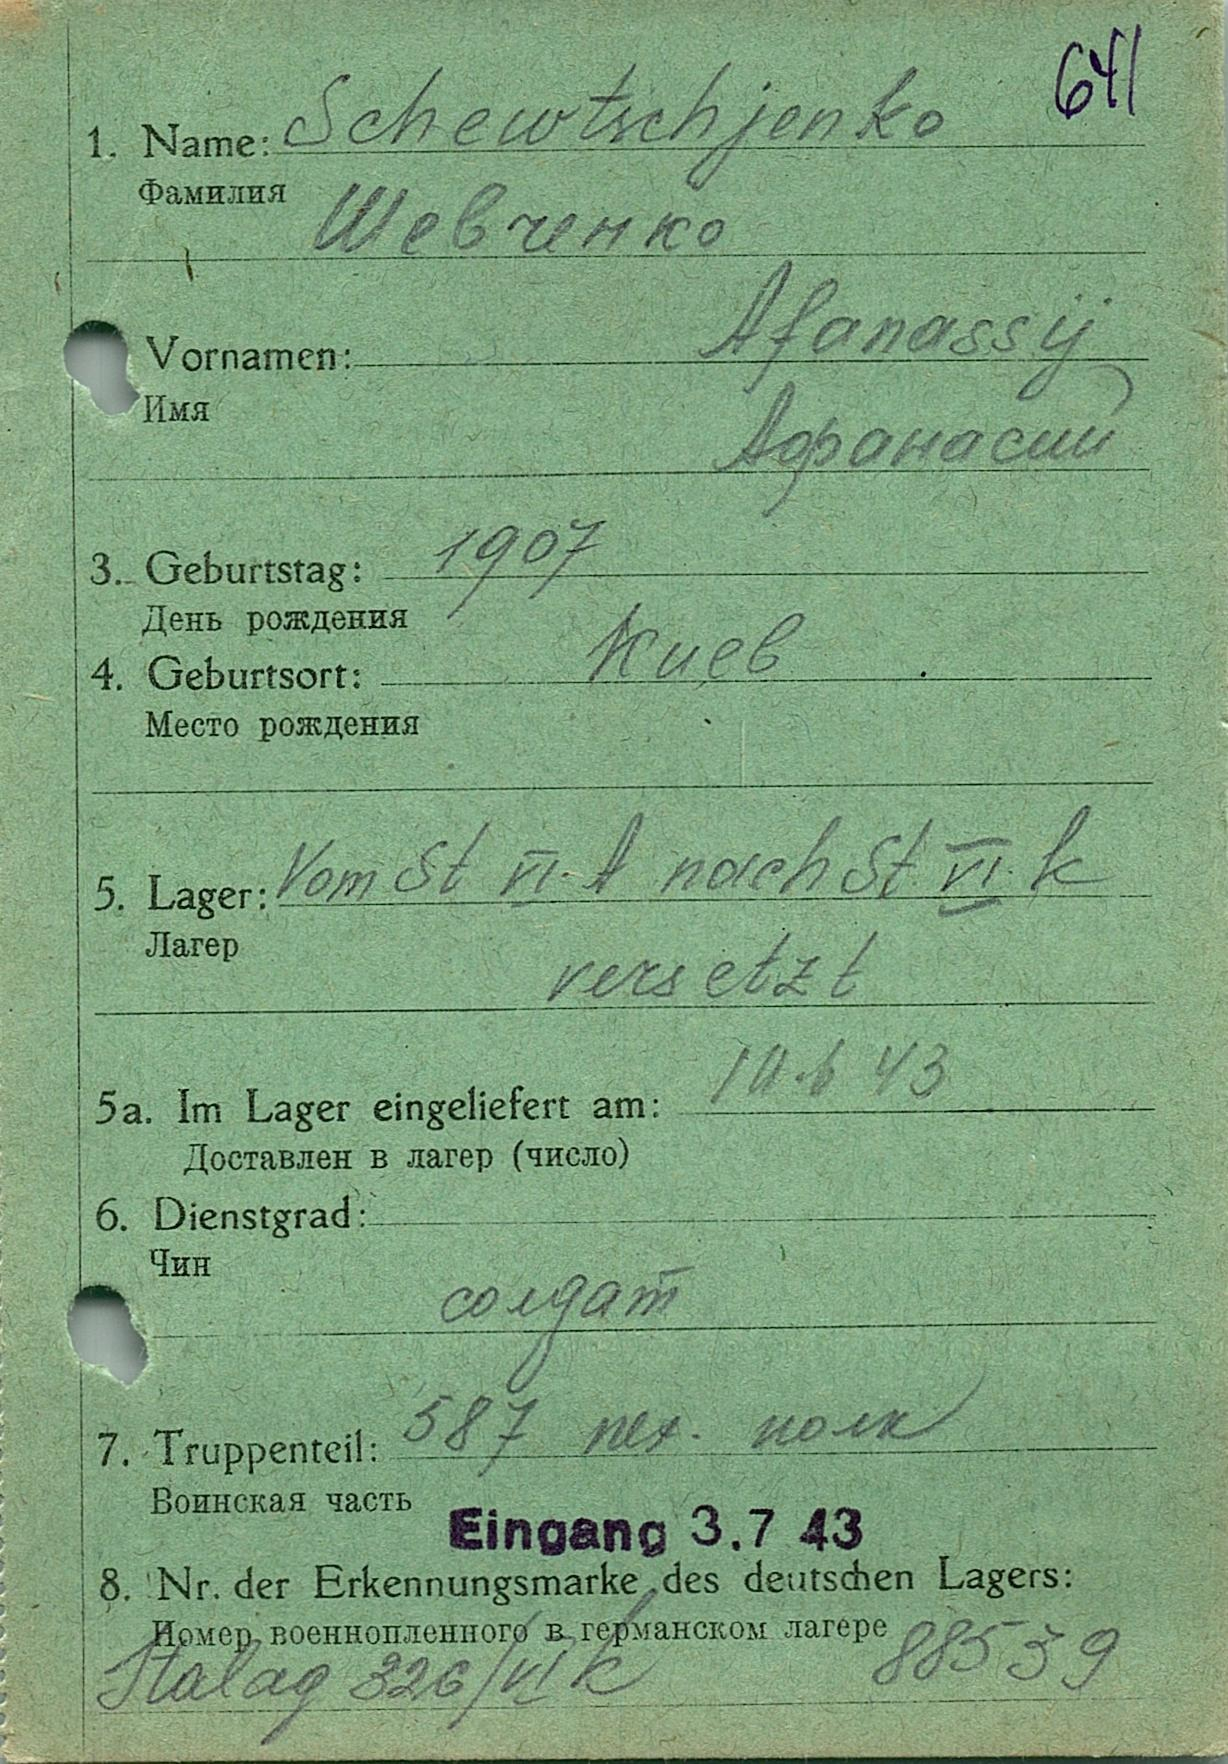 641
1. Name: Schewtschjenko
Фамилия
Шевченко
Vornamen: Afanassij
Имя
Афанасий
3. Geburtstag: 1907
День рождения
4. Geburtsort: Киев
Место рождения
5. Lager: Vom St VI. A nach St VI. K
Лагер
versetzt
5a. Im Lager eingeliefert am: 43
Доставлен в лагер (число)
6. Dienstgrad:
Чин
солдат
7. Truppenteil: 587 пех. полк
Воинская часть
Eingang 3.7 43
8. Nr. der Erkennungsmarke des deutschen Lagers:
Номер военнопленного в германском лагере
Stalag 326/VI K 88539